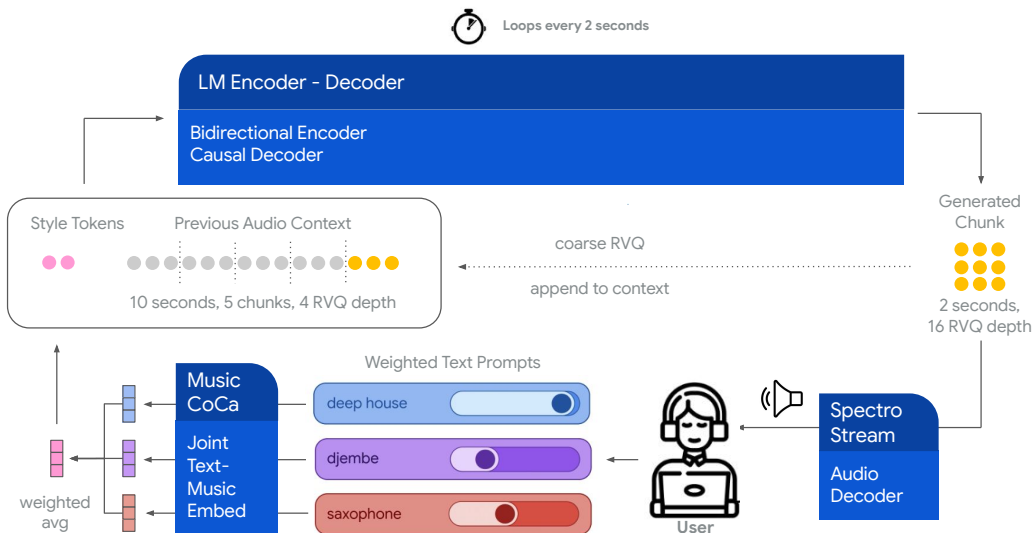 Loops every 2 seconds
LM Encoder - Decoder
Bidirectional Encoder
Causal Decoder
Style Tokens
Previous Audio Context
10 seconds, 5 chunks, 4 RVQ depth
coarse RVQ
append to context
Generated
Chunk
2 seconds,
16 RVQ depth
Weighted Text Prompts
Music
CoCa
Joint
Text-
Music
Embed
deep house
djembe
saxophone
weighted
avg
User
Spectro
Stream
Audio
Decoder